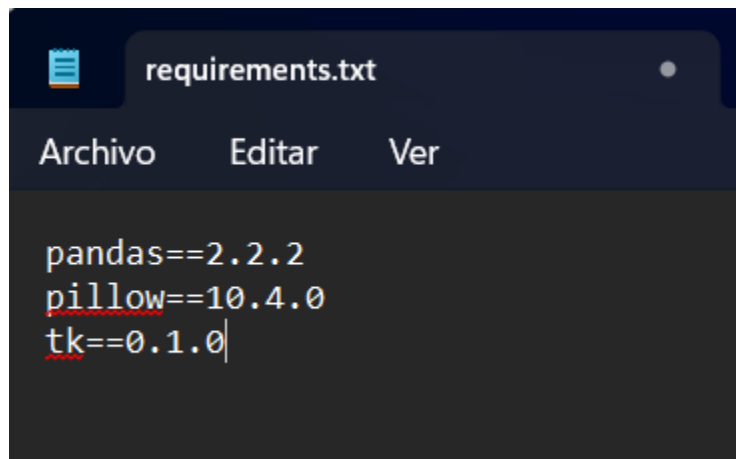 requirements.txt
Archivo Editar Ver
pandas==2.2.2
pillow==10.4.0
tk==0.1.0